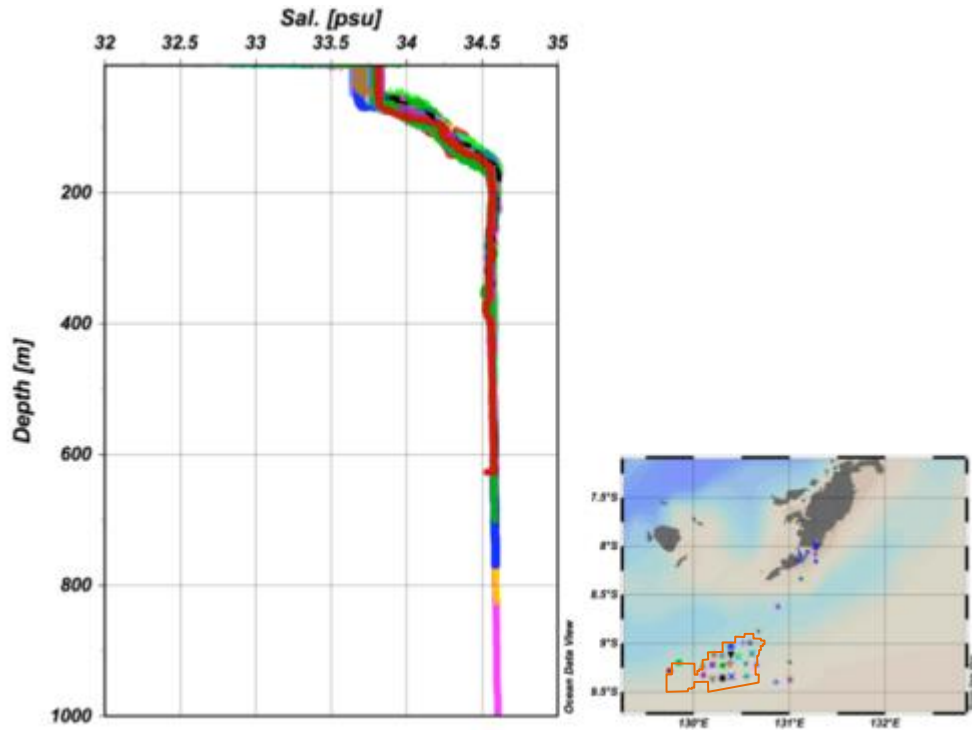 Sal. [psu]
32 32.5 33 33.5 34 34.5 35
200
400
Depth [m]
600
800
1000
Ocean Data View
7.5°S
8°S
8.5°S
9°S
9.5°S
130°E 131°E 132°E